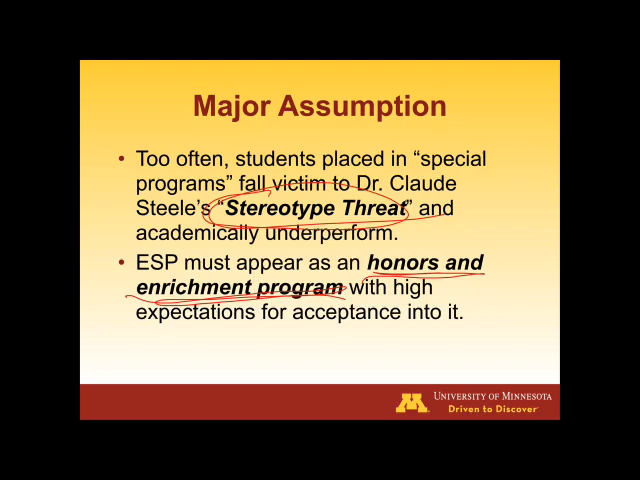 Major Assumption
• Too often, students placed in “special
programs” fall victim to Dr. Claude
Steele’s “Stereotype Threat” and
academically underperform.
• ESP must appear as an honors and
enrichment program with high
expectations for acceptance into it.
M
UNIVERSITY OF MINNESOTA
Driven to Discover℠